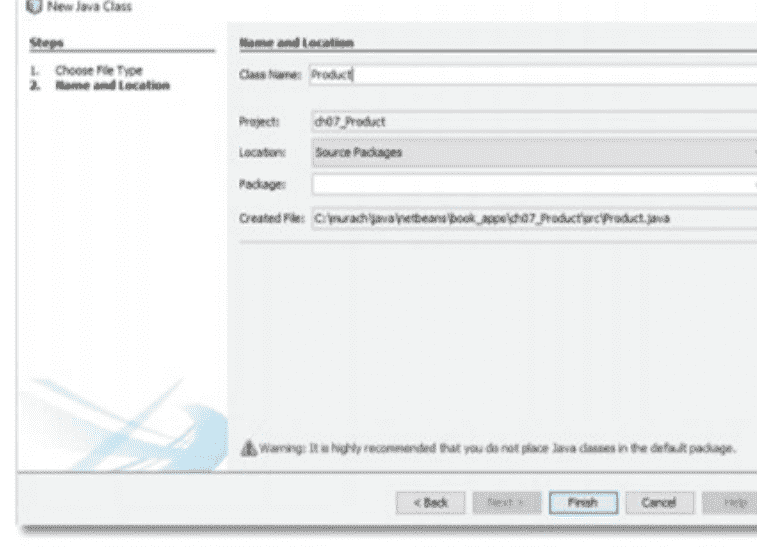 New Java Class
Steps
1. Choose File Type
2. Name and Location
Name and Location
Class Name: Product
Project: ch07_Product
Location: Source Packages
Package:
Created File: C:\murach\java\netbeans\book_apps\ch07_Product\src\Product.java
Warning: It is highly recommended that you do not place Java classes in the default package.
< Back Next > Finish Cancel Help